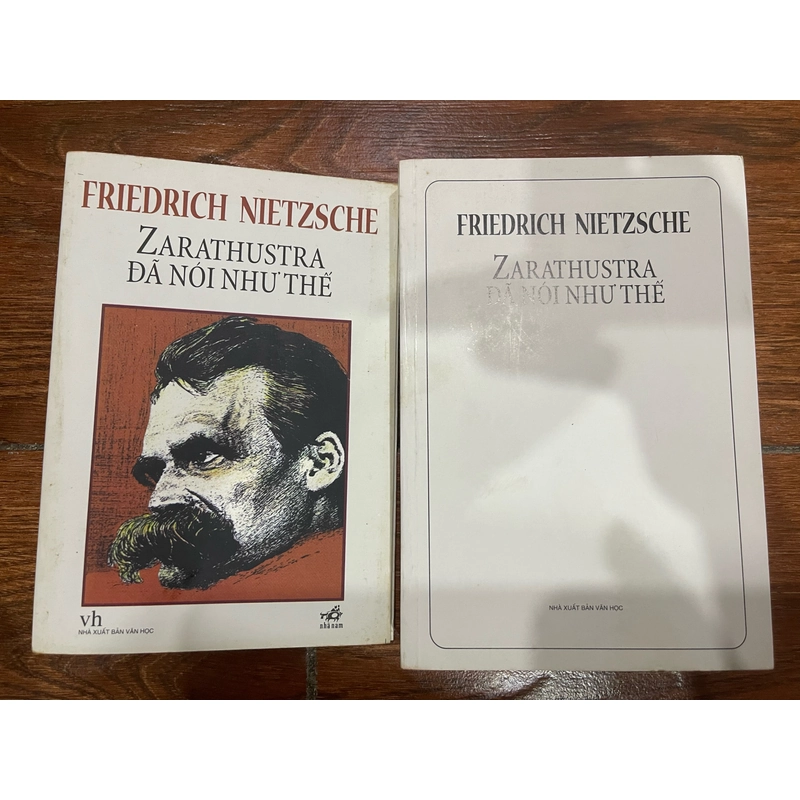 FRIEDRICH NIETZSCHE
ZARATHUSTRA
ĐÃ NÓI NHƯ THẾ
vh
NHÀ XUẤT BẢN VĂN HỌC
nhã nam
FRIEDRICH NIETZSCHE
ZARATHUSTRA
ĐÃ NÓI NHƯ THẾ
NHÀ XUẤT BẢN VĂN HỌC